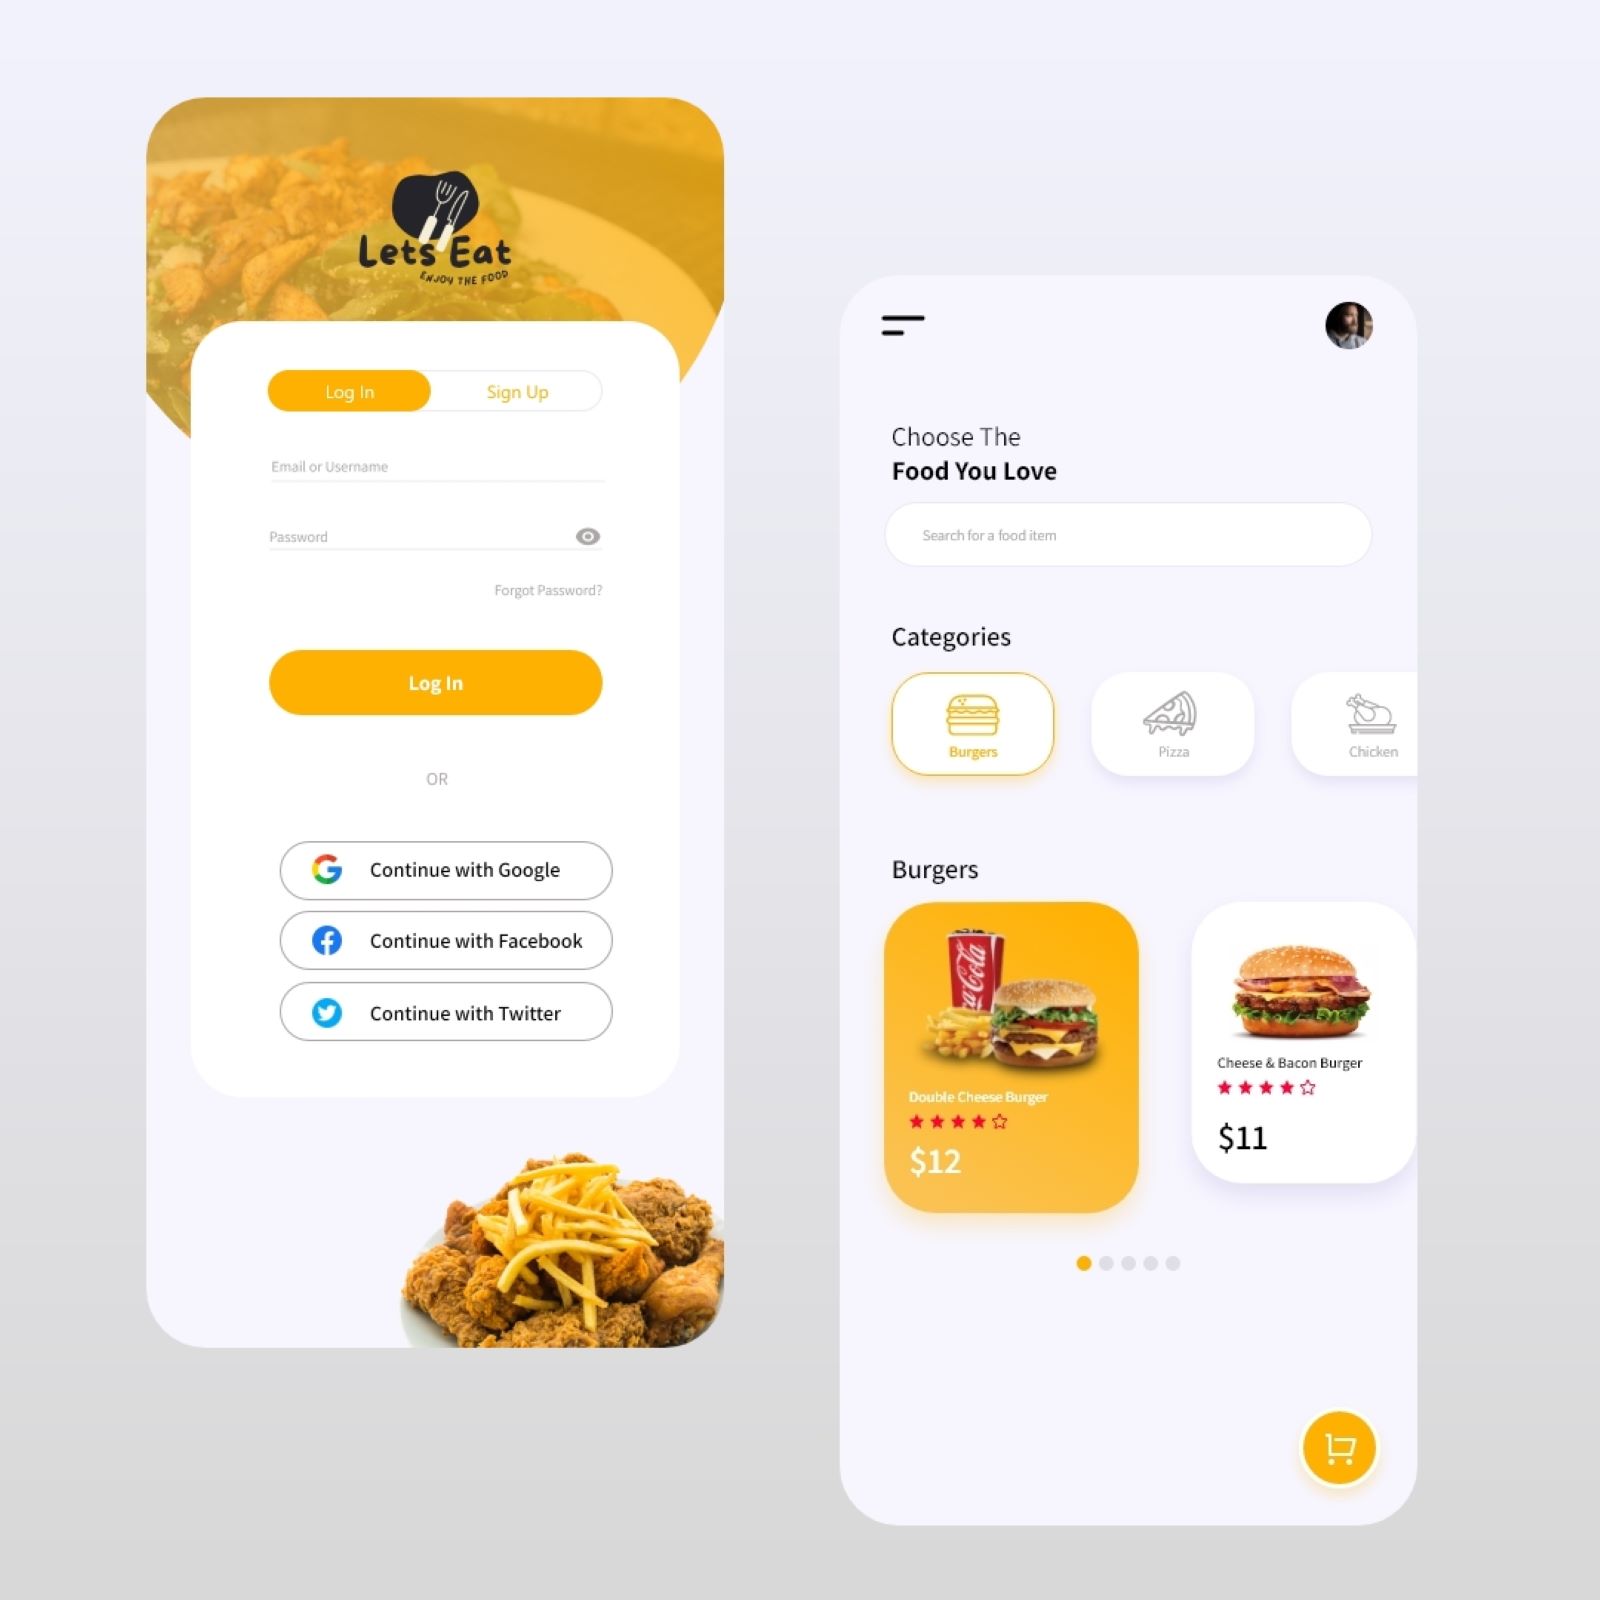 Lets Eat
ENJOY THE FOOD
Log In
Sign Up
Email or Username
Password
Forgot Password?
Log In
OR
Continue with Google
Continue with Facebook
Continue with Twitter
Choose The
Food You Love
Search for a food item
Categories
Burgers
Pizza
Chicken
Burgers
Coca-Cola
Double Cheese Burger
$12
Cheese & Bacon Burger
$11